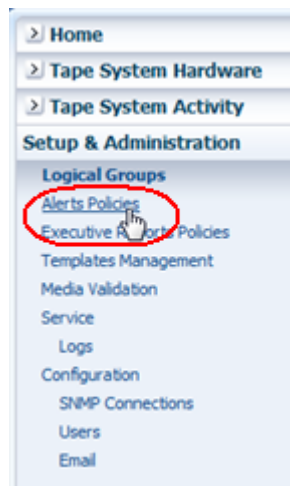 Home
Tape System Hardware
Tape System Activity
Setup & Administration
Logical Groups
Alerts Policies
Executive Reports Policies
Templates Management
Media Validation
Service
Logs
Configuration
SNMP Connections
Users
Email